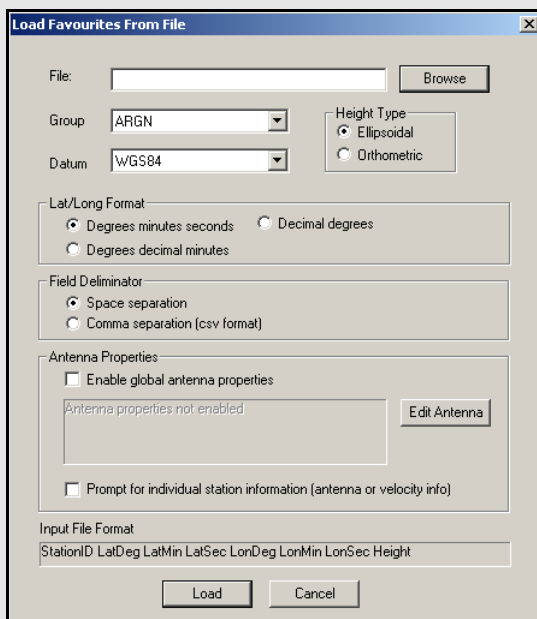 Load Favourites From File
File:
Browse
Group
ARGN
Datum
WGS84
Height Type
Ellipsoidal
Orthometric
Lat/Long Format
Degrees minutes seconds
Decimal degrees
Degrees decimal minutes
Field Deliminator
Space separation
Comma separation (csv format)
Antenna Properties
Enable global antenna properties
Antenna properties not enabled
Edit Antenna
Prompt for individual station information (antenna or velocity info)
Input File Format
StationID LatDeg LatMin LatSec LonDeg LonMin LonSec Height
Load
Cancel